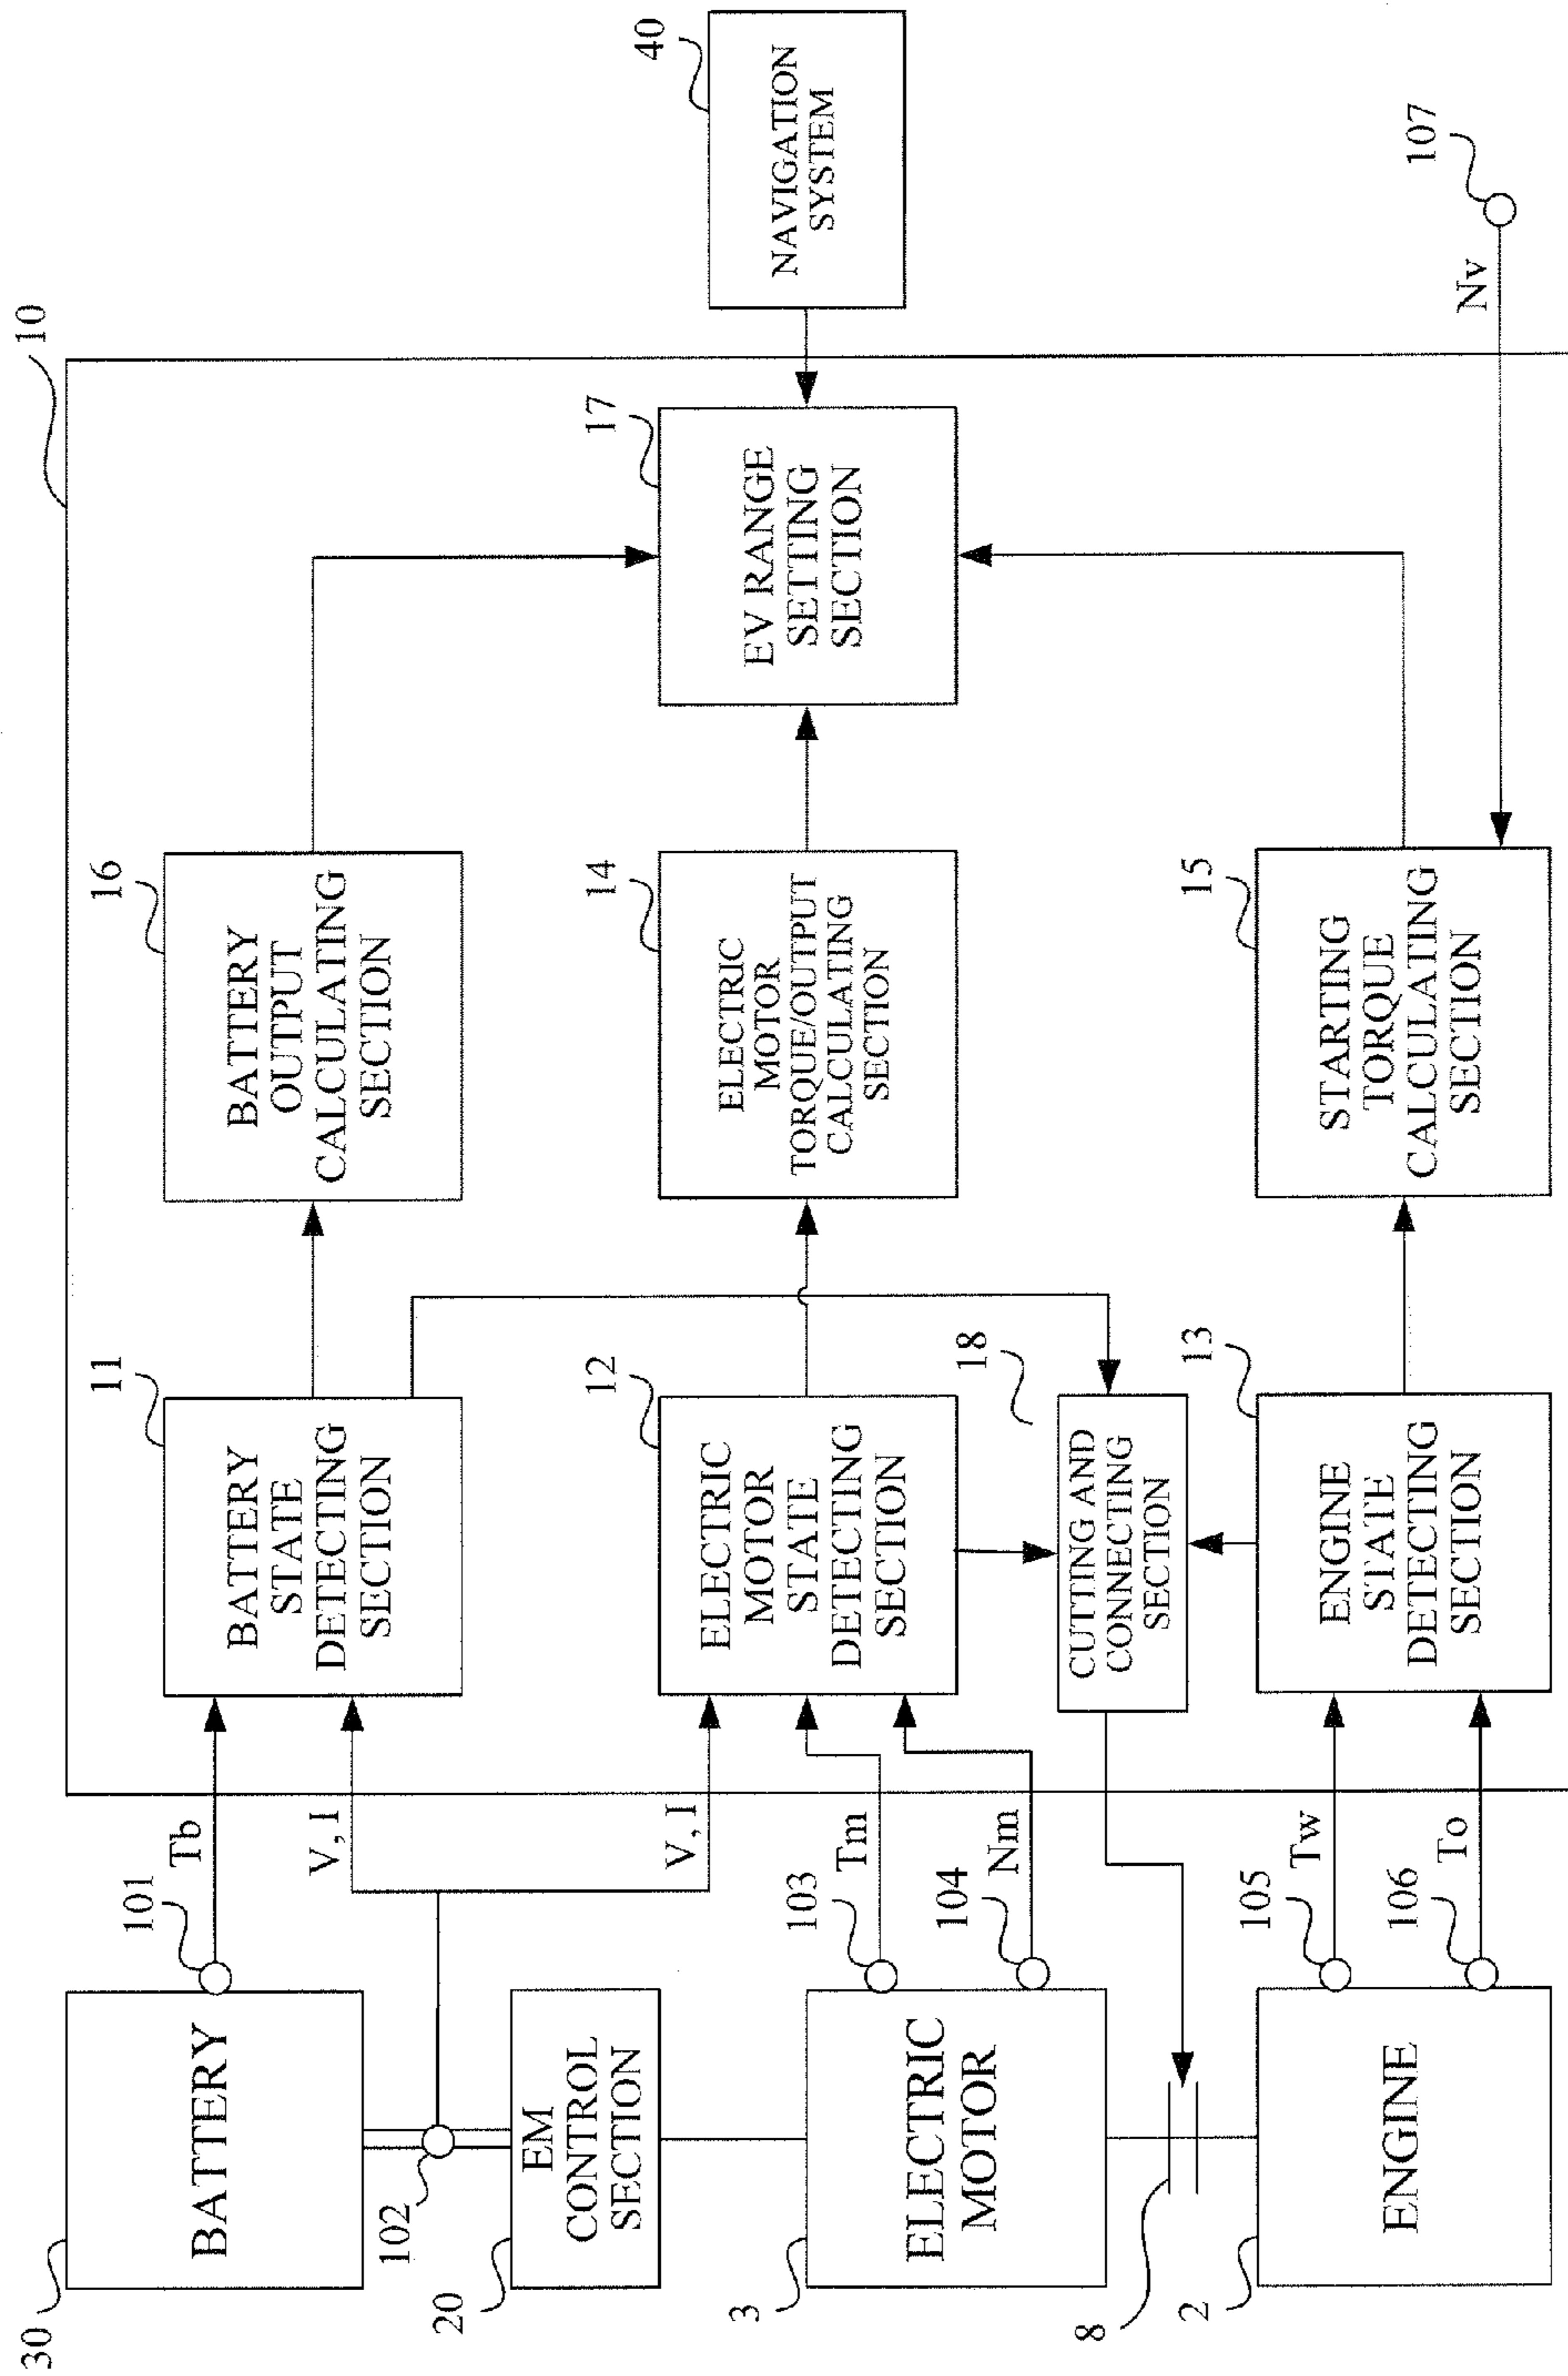 10
30
BATTERY
101
Tb
V, I
102
11
BATTERY
STATE
DETECTING
SECTION
16
BATTERY
OUTPUT
CALCULATING
SECTION
20
EM
CONTROL
SECTION
V, I
3
ELECTRIC
MOTOR
103
Tm
104
Nm
12
ELECTRIC
MOTOR
STATE
DETECTING
SECTION
14
ELECTRIC
MOTOR
TORQUE/OUTPUT
CALCULATING
SECTION
17
EV RANGE
SETTING
SECTION
40
NAVIGATION
SYSTEM
8
18
CUTTING AND
CONNECTING
SECTION
2
ENGINE
105
Tw
106
To
13
ENGINE
STATE
DETECTING
SECTION
15
STARTING
TORQUE
CALCULATING
SECTION
Nv
107